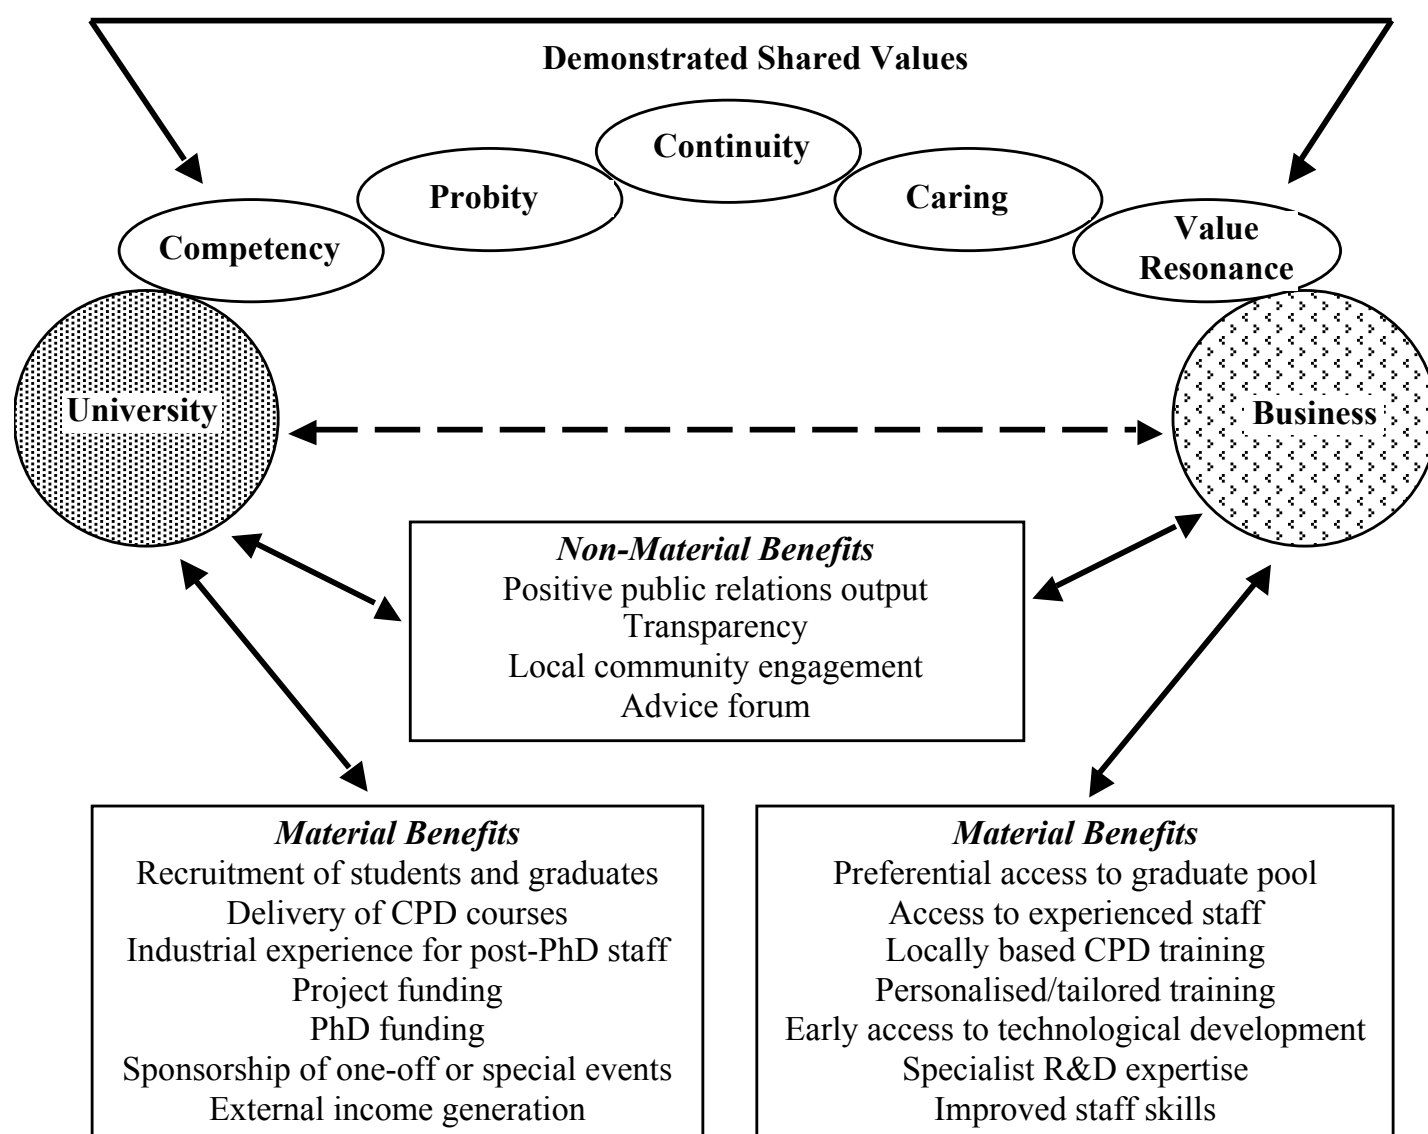 Demonstrated Shared Values
Continuity
Probity
Caring
Competency
Value
Resonance
University
Business
Non-Material Benefits
Positive public relations output
Transparency
Local community engagement
Advice forum
Material Benefits
Recruitment of students and graduates
Delivery of CPD courses
Industrial experience for post-PhD staff
Project funding
PhD funding
Sponsorship of one-off or special events
External income generation
Material Benefits
Preferential access to graduate pool
Access to experienced staff
Locally based CPD training
Personalised/tailored training
Early access to technological development
Specialist R&D expertise
Improved staff skills